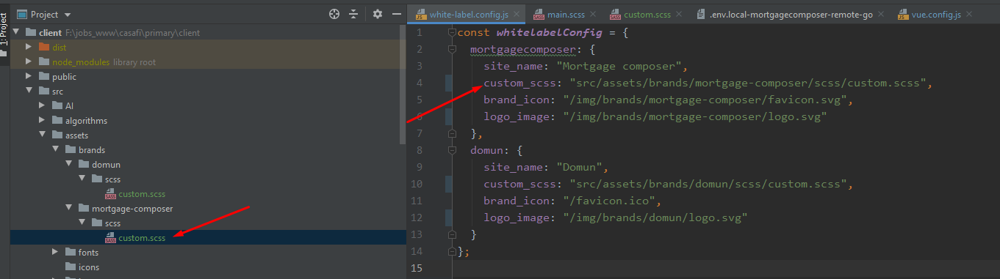 Project
white-label.config.js
main.scss
custom.scss
.env.local-mortgagecomposer-remote-go
vue.config.js
1: Project
client F:\jobs_www\casafi\primary\client
dist
node_modules library root
public
src
AI
algorithms
assets
brands
domun
scss
custom.scss
mortgage-composer
scss
custom.scss
fonts
icons
1 const whitelabelConfig = {
2 mortgagecomposer: {
3 site_name: "Mortgage composer",
4 custom_scss: "src/assets/brands/mortgage-composer/scss/custom.scss",
5 brand_icon: "/img/brands/mortgage-composer/favicon.svg",
6 logo_image: "/img/brands/mortgage-composer/logo.svg"
7 },
8 domun: {
9 site_name: "Domun",
10 custom_scss: "src/assets/brands/domun/scss/custom.scss",
11 brand_icon: "/favicon.ico",
12 logo_image: "/img/brands/domun/logo.svg"
13 }
14 };
15